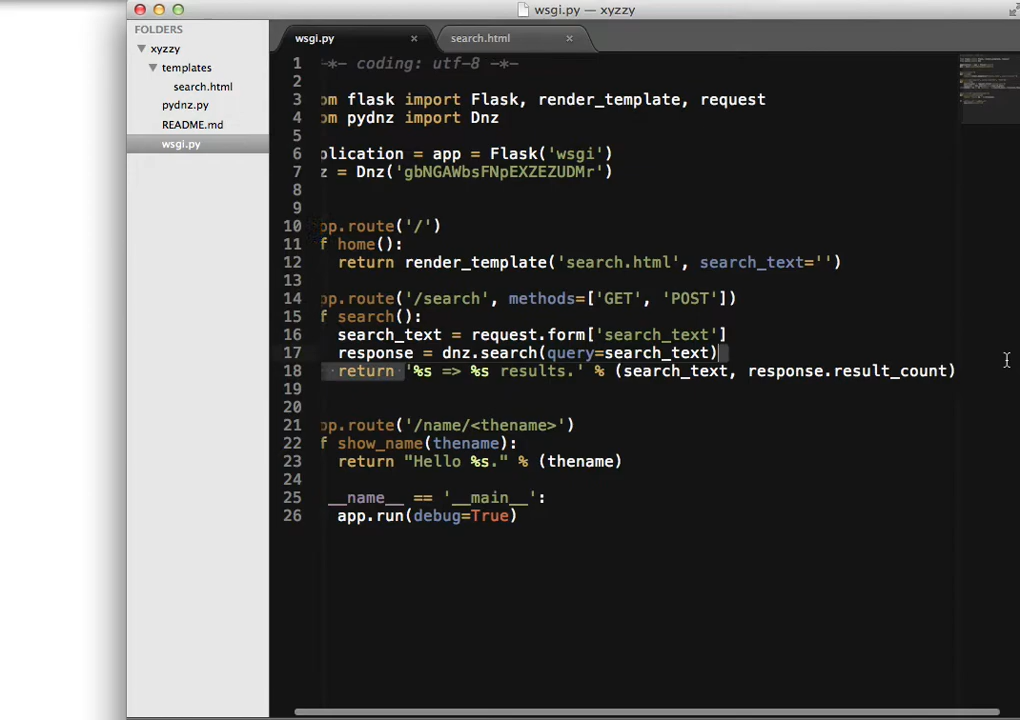 wsgi.py — xyzzy
FOLDERS
xyzzy
templates
search.html
pydnz.py
README.md
wsgi.py
wsgi.py ×
search.html ×
1 -*- coding: utf-8 -*-
2
3 om flask import Flask, render_template, request
4 om pydnz import Dnz
5
6 plication = app = Flask('wsgi')
7 z = Dnz('gbNGAWbsFNpEXZEZUDMr')
8
9
10 pp.route('/')
11 f home():
12 return render_template('search.html', search_text='')
13
14 pp.route('/search', methods=['GET', 'POST'])
15 f search():
16 search_text = request.form['search_text']
17 response = dnz.search(query=search_text)
18 return '%s => %s results.' % (search_text, response.result_count)
19
20
21 pp.route('/name/<thename>')
22 f show_name(thename):
23 return "Hello %s." % (thename)
24
25 __name__ == '__main__':
26 app.run(debug=True)